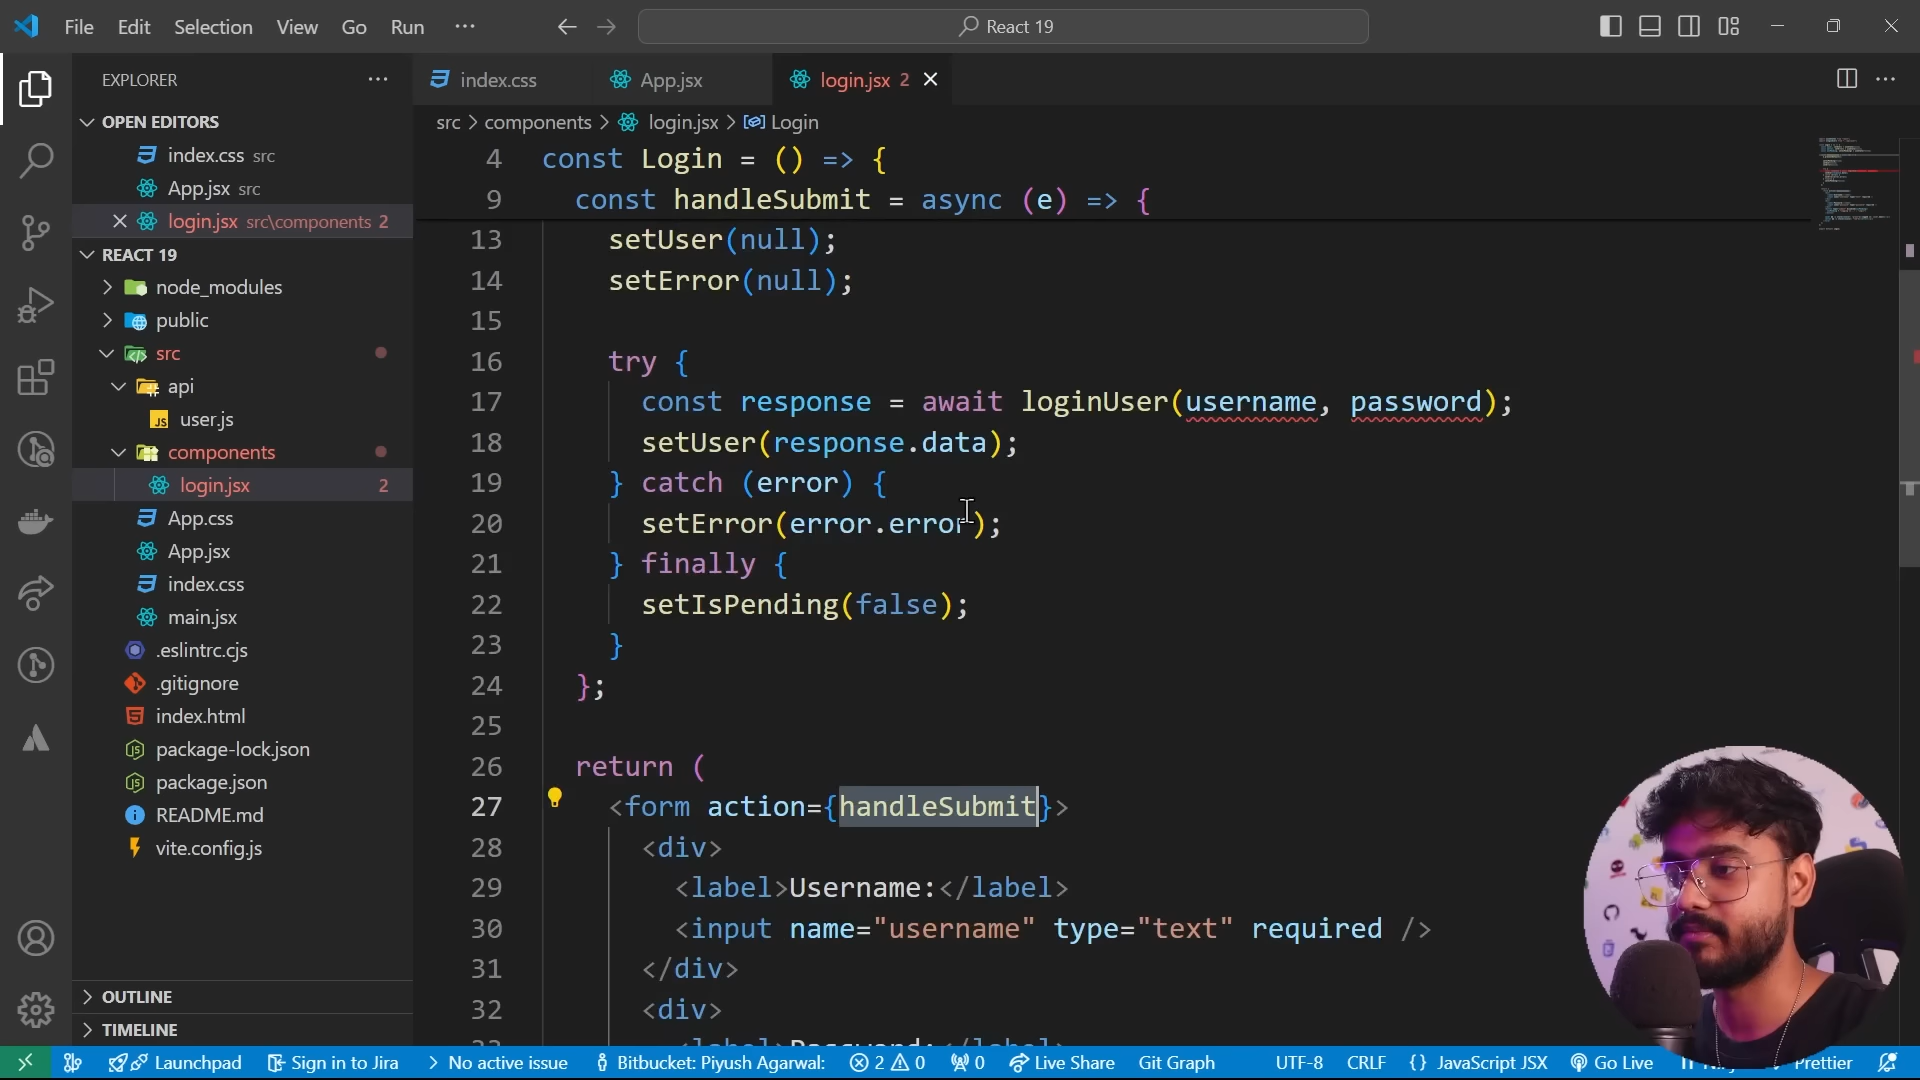 File Edit Selection View Go Run ··· React 19
EXPLORER ···
OPEN EDITORS
index.css src
App.jsx src
login.jsx src\components 2
REACT 19
node_modules
public
src
api
JS user.js
components
login.jsx 2
App.css
App.jsx
index.css
main.jsx
.eslintrc.cjs
.gitignore
index.html
package-lock.json
package.json
README.md
vite.config.js
OUTLINE
TIMELINE
index.css App.jsx login.jsx 2
src > components > login.jsx > Login
4 const Login = () => {
9 const handleSubmit = async (e) => {
13 setUser(null);
14 setError(null);
15
16 try {
17 const response = await loginUser(username, password);
18 setUser(response.data);
19 } catch (error) {
20 setError(error.error);
21 } finally {
22 setIsPending(false);
23 }
24 };
25
26 return (
27 <form action={handleSubmit}>
28 <div>
29 <label>Username:</label>
30 <input name="username" type="text" required />
31 </div>
32 <div>
33 <label>Password:</label>
Launchpad Sign in to Jira No active issue Bitbucket: Piyush Agarwal: 2 0 0 Live Share Git Graph UTF-8 CRLF {} JavaScript JSX Go Live Prettier